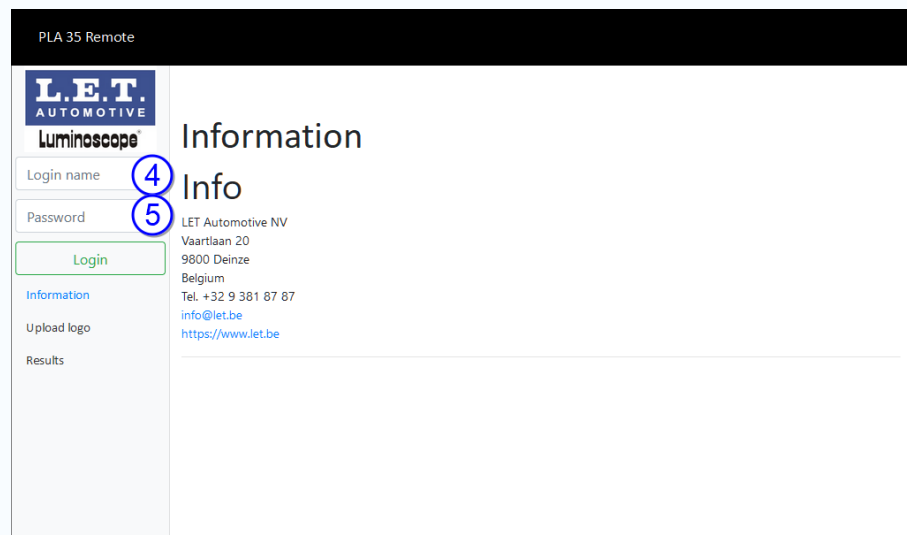 PLA 35 Remote
L.E.T.
AUTOMOTIVE
Luminoscope®
Login name
4
Password
5
Login
Information
Upload logo
Results
Information
Info
LET Automotive NV
Vaartlaan 20
9800 Deinze
Belgium
Tel. +32 9 381 87 87
info@let.be
https://www.let.be